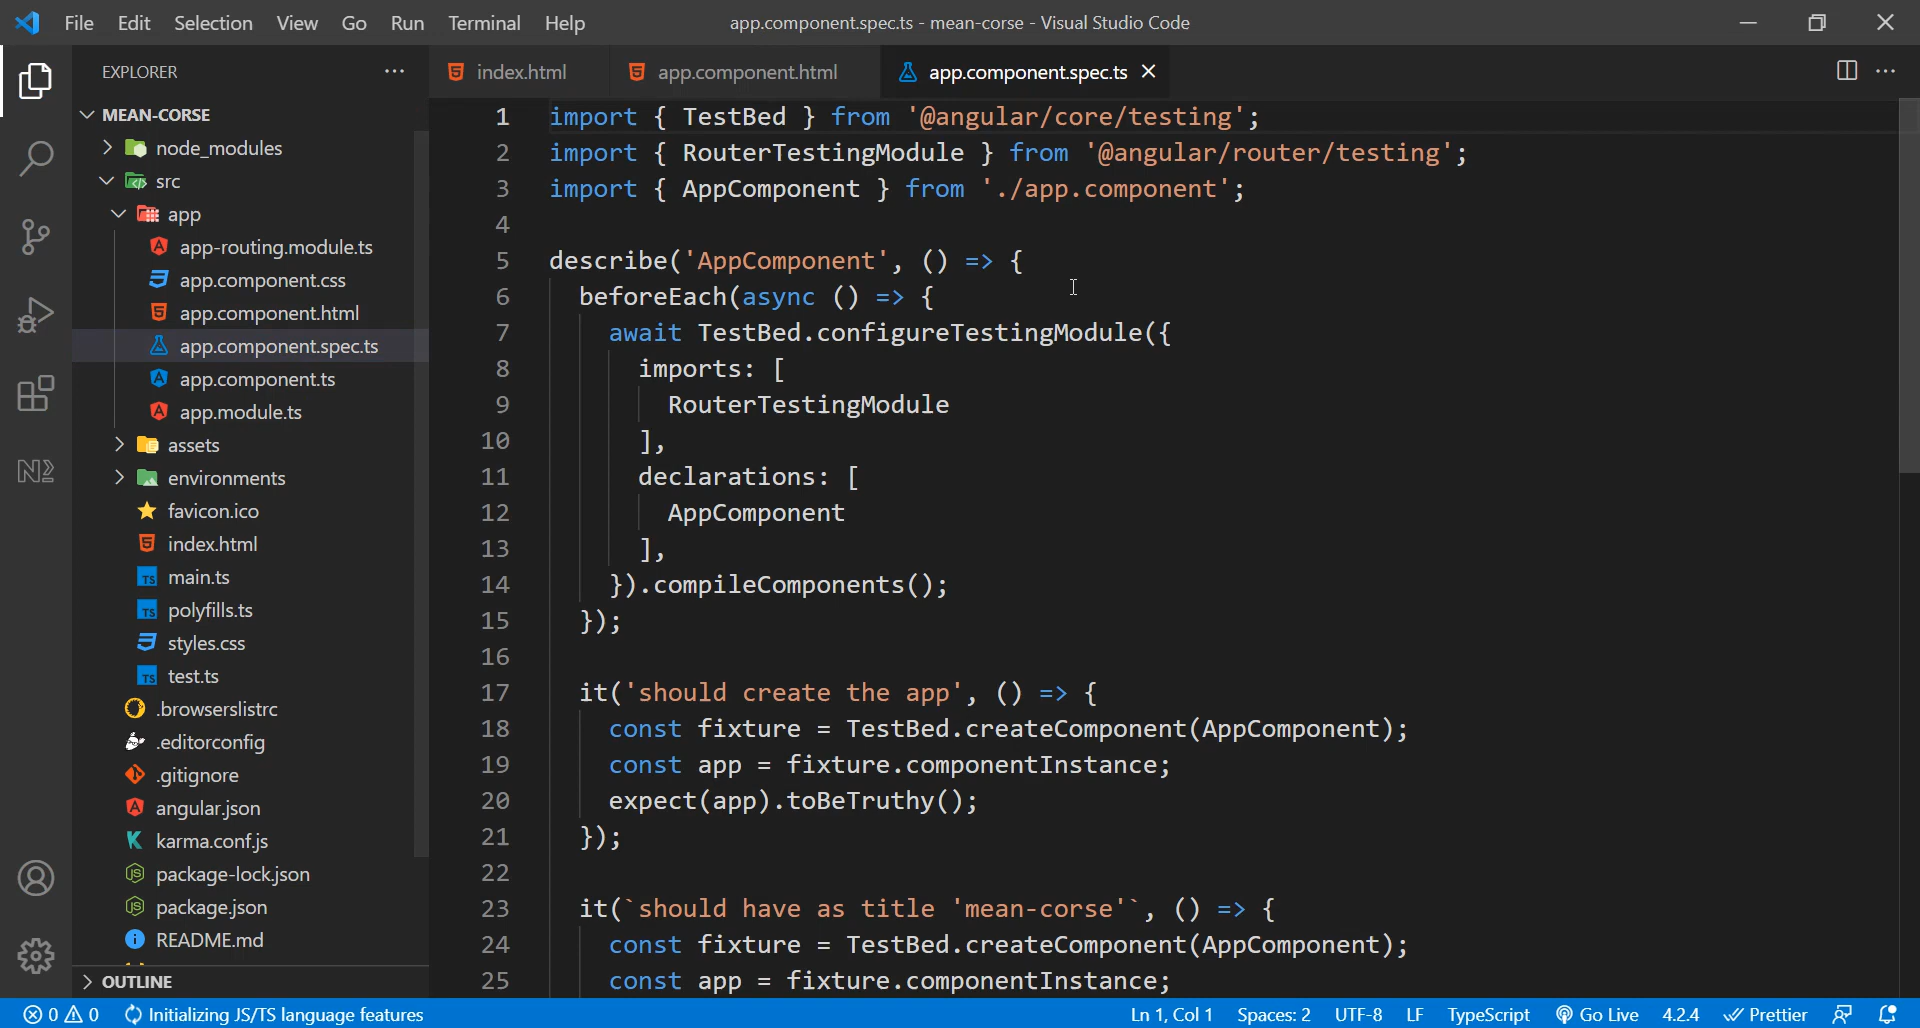 File Edit Selection View Go Run Terminal Help
app.component.spec.ts - mean-corse - Visual Studio Code
EXPLORER
MEAN-CORSE
node_modules
src
app
app-routing.module.ts
app.component.css
app.component.html
app.component.spec.ts
app.component.ts
app.module.ts
assets
environments
favicon.ico
index.html
main.ts
polyfills.ts
styles.css
test.ts
.browserslistrc
.editorconfig
.gitignore
angular.json
karma.conf.js
package-lock.json
package.json
README.md
OUTLINE
index.html app.component.html app.component.spec.ts
1 import { TestBed } from '@angular/core/testing';
2 import { RouterTestingModule } from '@angular/router/testing';
3 import { AppComponent } from './app.component';
4
5 describe('AppComponent', () => {
6 beforeEach(async () => {
7 await TestBed.configureTestingModule({
8 imports: [
9 RouterTestingModule
10 ],
11 declarations: [
12 AppComponent
13 ],
14 }).compileComponents();
15 });
16
17 it('should create the app', () => {
18 const fixture = TestBed.createComponent(AppComponent);
19 const app = fixture.componentInstance;
20 expect(app).toBeTruthy();
21 });
22
23 it(`should have as title 'mean-corse'`, () => {
24 const fixture = TestBed.createComponent(AppComponent);
25 const app = fixture.componentInstance;
0 0 Initializing JS/TS language features Ln 1, Col 1 Spaces: 2 UTF-8 LF TypeScript Go Live 4.2.4 Prettier